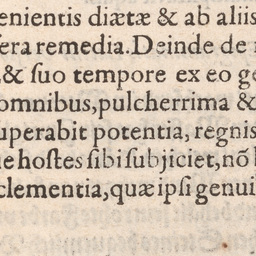 enientis diætæ & ab aliis
fera remedia. Deinde de
& suo tempore ex eo ge
omnibus, pulcherrima &
uperabit potentia, regnis
e hostes sibi subjiciet, nõ
clementia, quæ ipsi genui